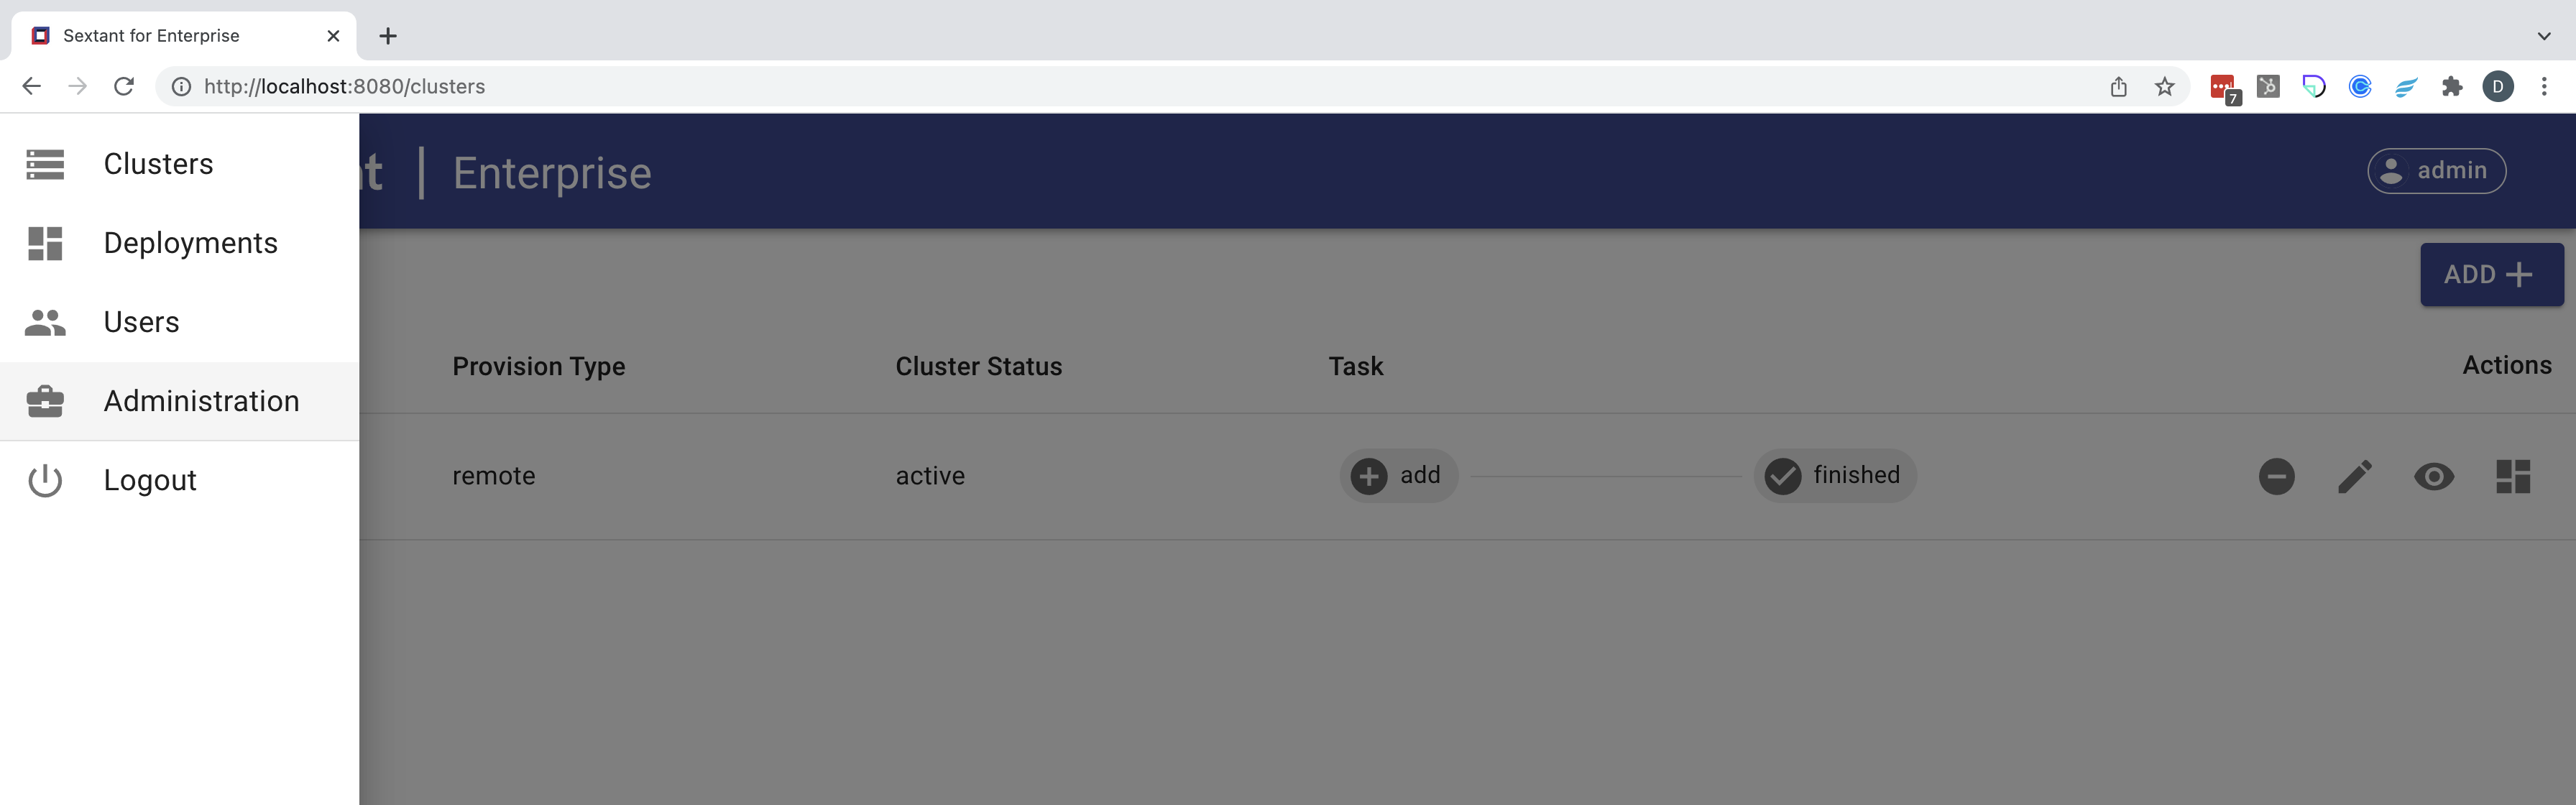 Sextant for Enterprise
http://localhost:8080/clusters
7
D
Clusters
Deployments
Users
Administration
Logout
t | Enterprise
admin
ADD
Provision Type Cluster Status Task Actions
remote active add finished